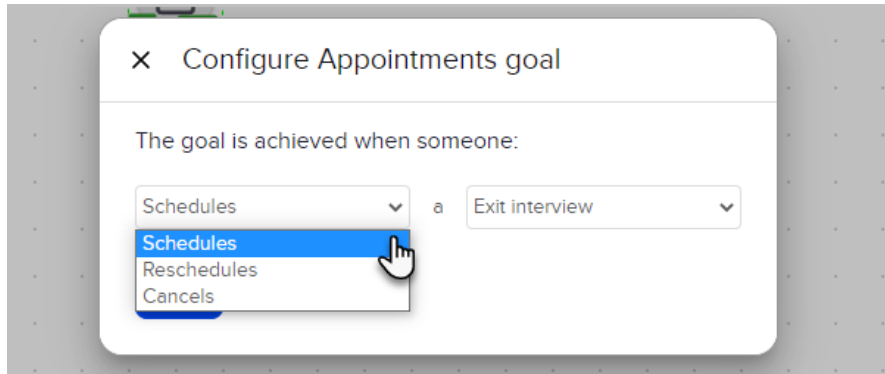 Configure Appointments goal
The goal is achieved when someone:
Schedules a Exit interview
Schedules
Reschedules
Cancels